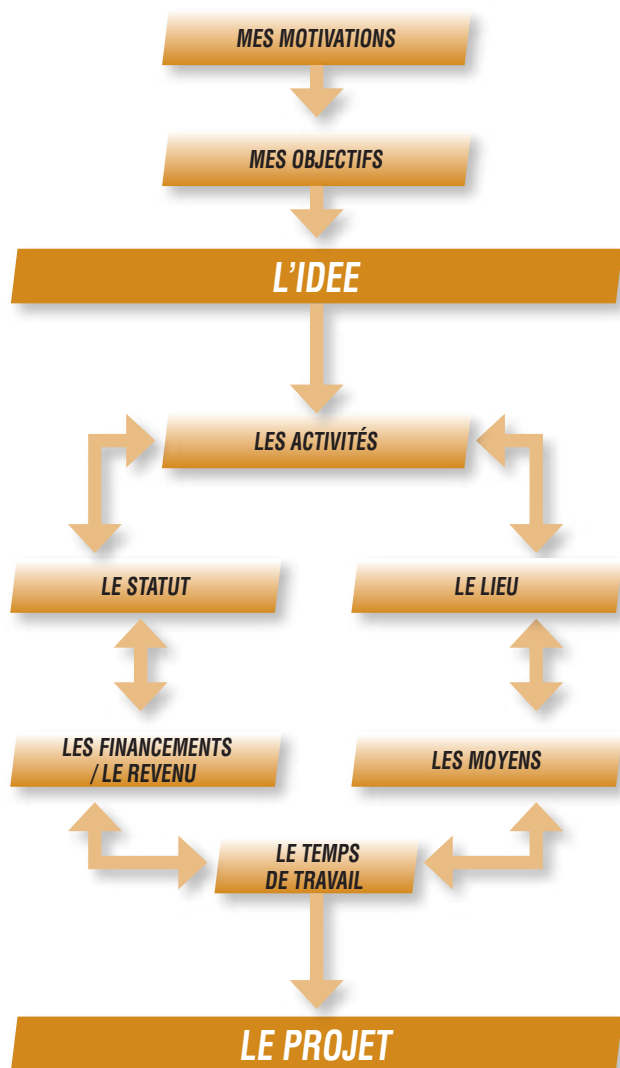 MES MOTIVATIONS
MES OBJECTIFS
L'IDEE
LES ACTIVITÉS
LE STATUT
LE LIEU
LES FINANCEMENTS
/ LE REVENU
LES MOYENS
LE TEMPS
DE TRAVAIL
LE PROJET